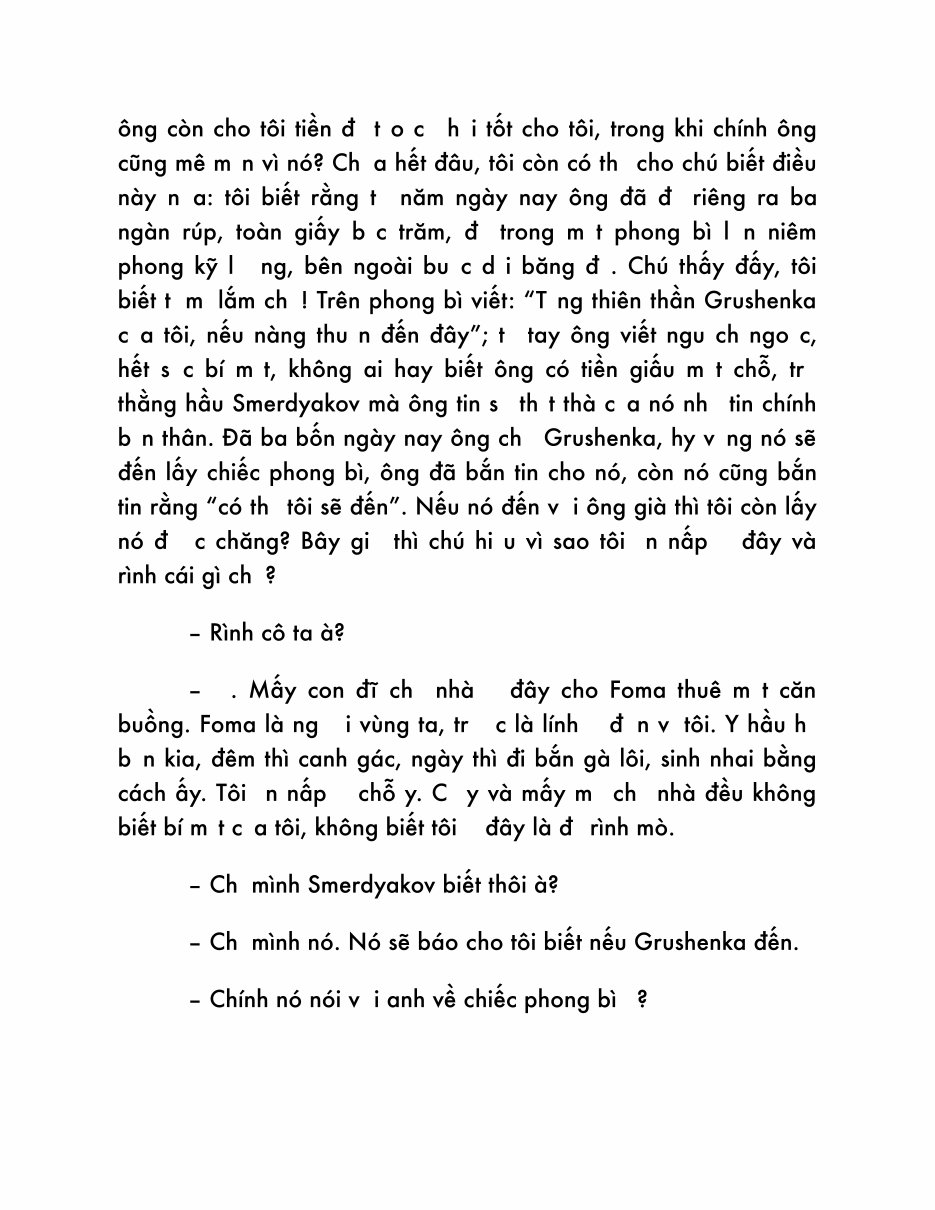 ông còn cho tôi tiền đ t o c h i tốt cho tôi, trong khi chính ông
cũng mê m n vì nó? Ch a hết đâu, tôi còn có th cho chú biết điều
này n a: tôi biết rằng t năm ngày nay ông đã đ riêng ra ba
ngàn rúp, toàn giấy b c trăm, đ trong m t phong bì l n niêm
phong kỹ l ng, bên ngoài bu c d i băng đ . Chú thấy đấy, tôi
biết t m lắm ch ! Trên phong bì viết: “T ng thiên thần Grushenka
c a tôi, nếu nàng thu n đến đây”; t tay ông viết ngu ch ngo c,
hết s c bí m t, không ai hay biết ông có tiền giấu m t chỗ, tr
thằng hầu Smerdyakov mà ông tin s th t thà c a nó nh tin chính
b n thân. Đã ba bốn ngày nay ông ch Grushenka, hy v ng nó sẽ
đến lấy chiếc phong bì, ông đã bắn tin cho nó, còn nó cũng bắn
tin rằng “có th tôi sẽ đến”. Nếu nó đến v i ông già thì tôi còn lấy
nó đ c chăng? Bây gi thì chú hi u vì sao tôi n nấp đây và
rình cái gì ch ?
– Rình cô ta à?
– . Mấy con đĩ ch nhà đây cho Foma thuê m t căn
buồng. Foma là ng i vùng ta, tr c là lính đ n v tôi. Y hầu h
b n kia, đêm thì canh gác, ngày thì đi bắn gà lôi, sinh nhai bằng
cách ấy. Tôi n nấp chỗ y. C y và mấy m ch nhà đều không
biết bí m t c a tôi, không biết tôi đây là đ rình mò.
– Ch mình Smerdyakov biết thôi à?
– Ch mình nó. Nó sẽ báo cho tôi biết nếu Grushenka đến.
– Chính nó nói v i anh về chiếc phong bì ?